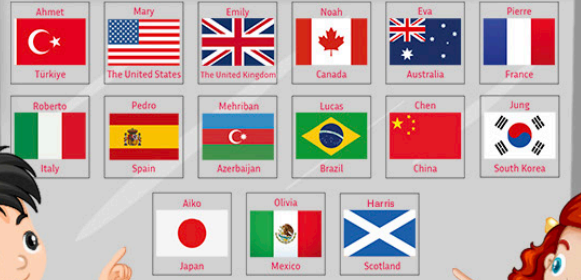 Ahmet Mary Emily Noah Eva Pierre
Türkiye The United States The United Kingdom Canada Australia France
Roberto Pedro Mehriban Lucas Chen Jung
Italy Spain Azerbaijan Brazil China South Korea
Aiko Olivia Harris
Japan Mexico Scotland